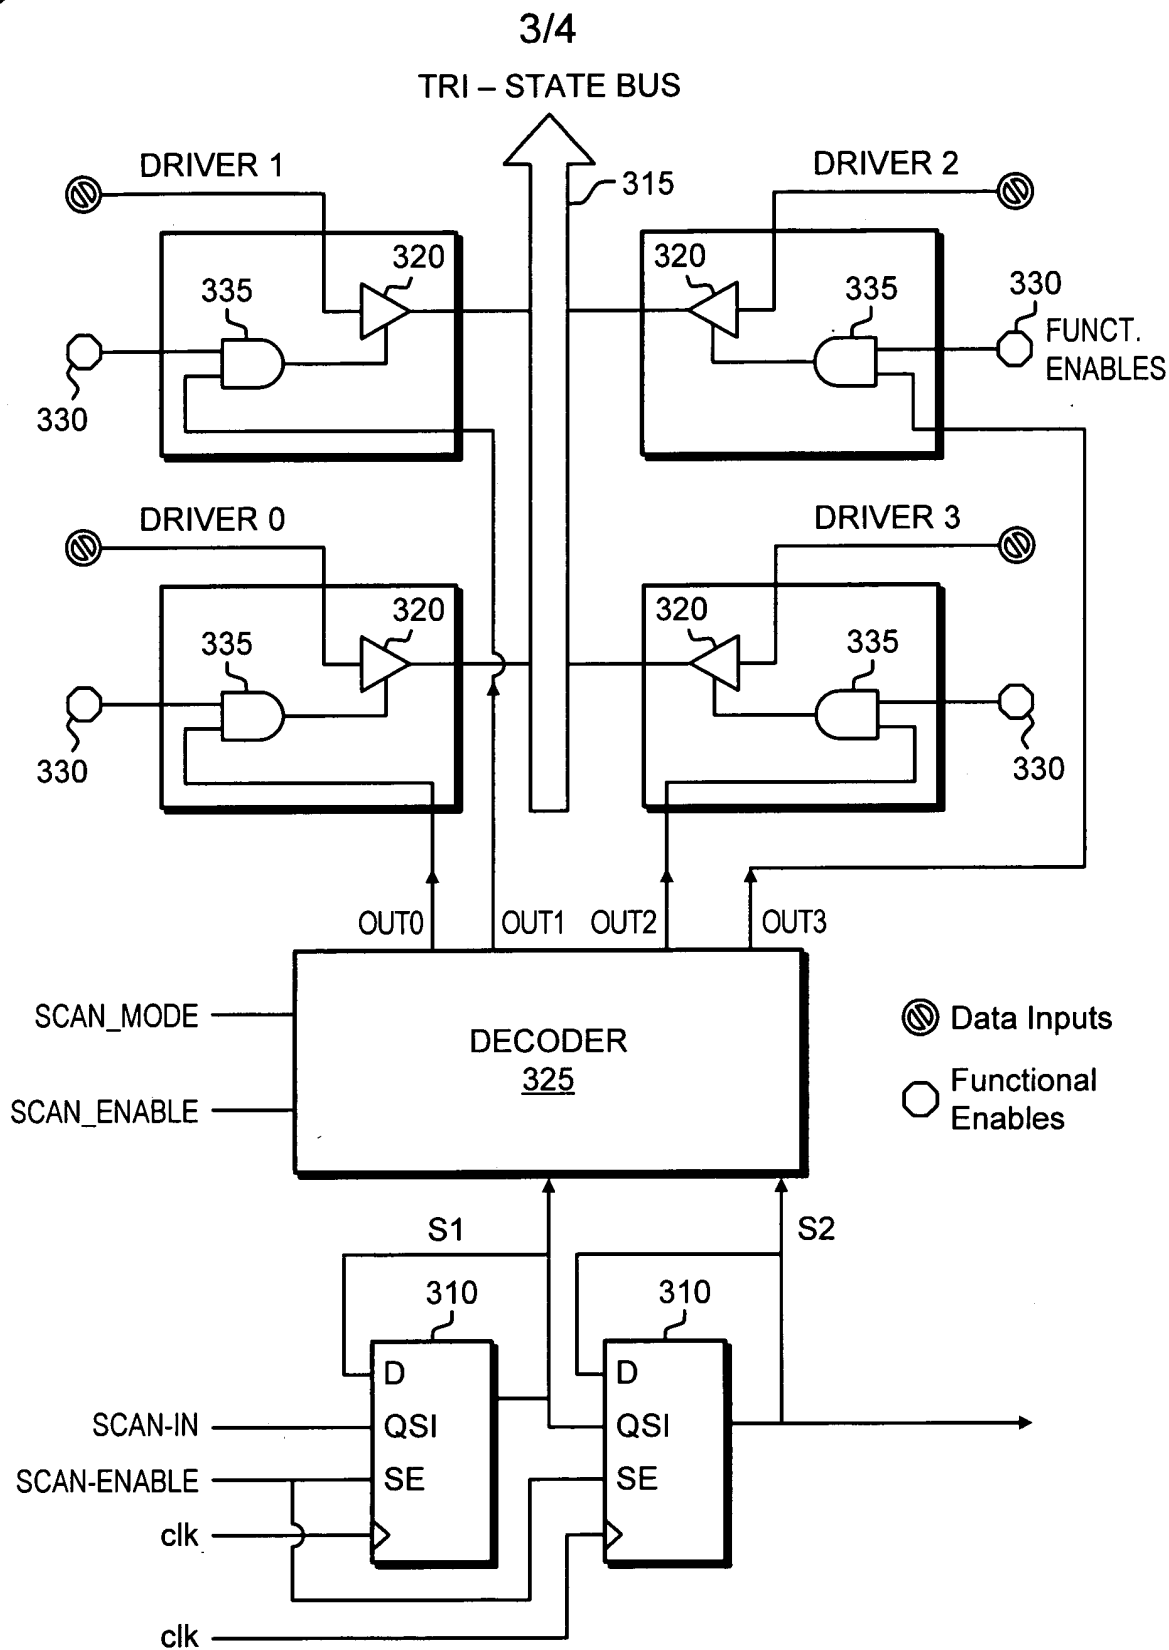 3/4
TRI – STATE BUS
DRIVER 1
DRIVER 2
315
320
320
335
335
330
FUNCT.
ENABLES
330
DRIVER 0
DRIVER 3
320
320
335
335
330
330
OUT0
OUT1
OUT2
OUT3
SCAN_MODE
DECODER
325
SCAN_ENABLE
Data Inputs
Functional
Enables
S1
S2
310
310
D
D
SCAN-IN
QSI
QSI
SCAN-ENABLE
SE
SE
clk
clk